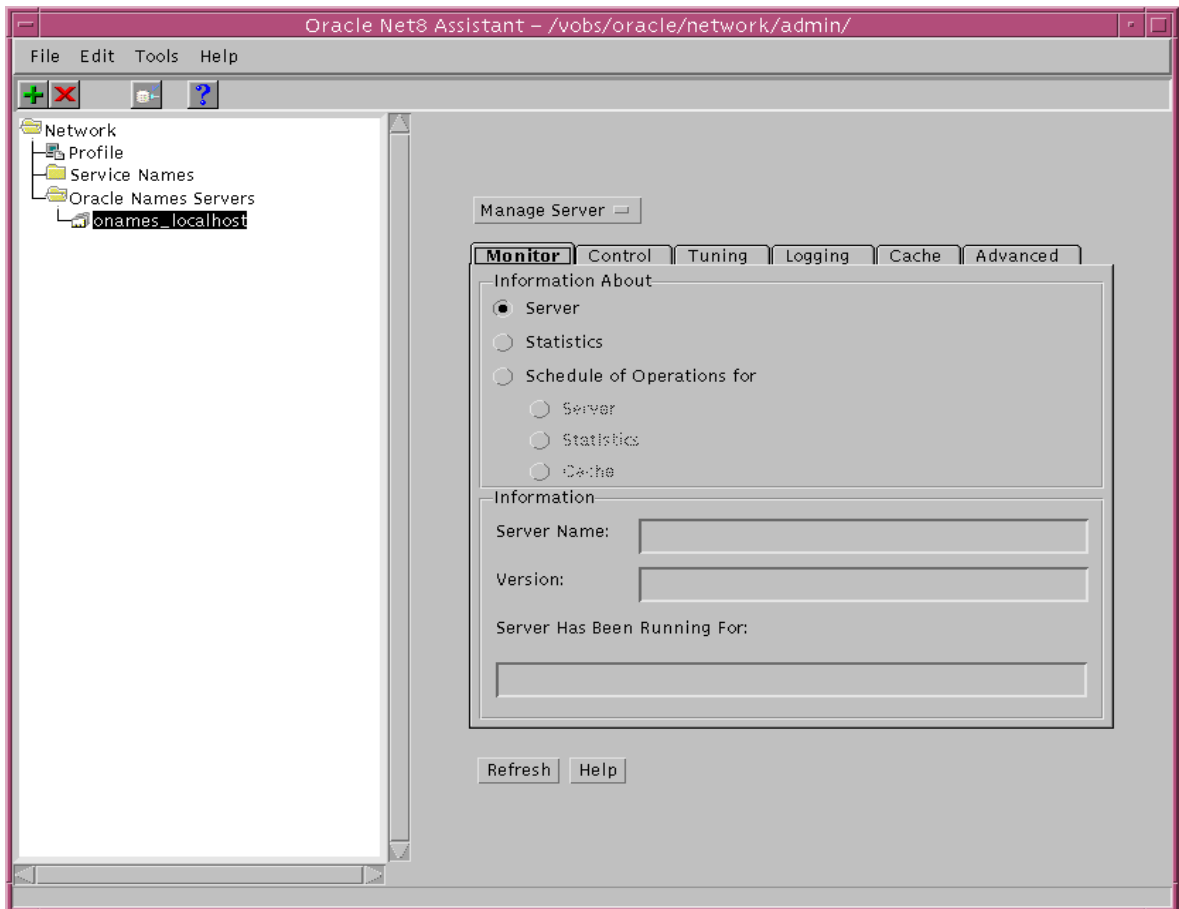 Oracle Net8 Assistant – /vobs/oracle/network/admin/
File Edit Tools Help
Network
Profile
Service Names
Oracle Names Servers
onames_localhost
Manage Server
Monitor Control Tuning Logging Cache Advanced
Information About
Server
Statistics
Schedule of Operations for
Server
Statistics
Cache
Information
Server Name:
Version:
Server Has Been Running For:
Refresh Help